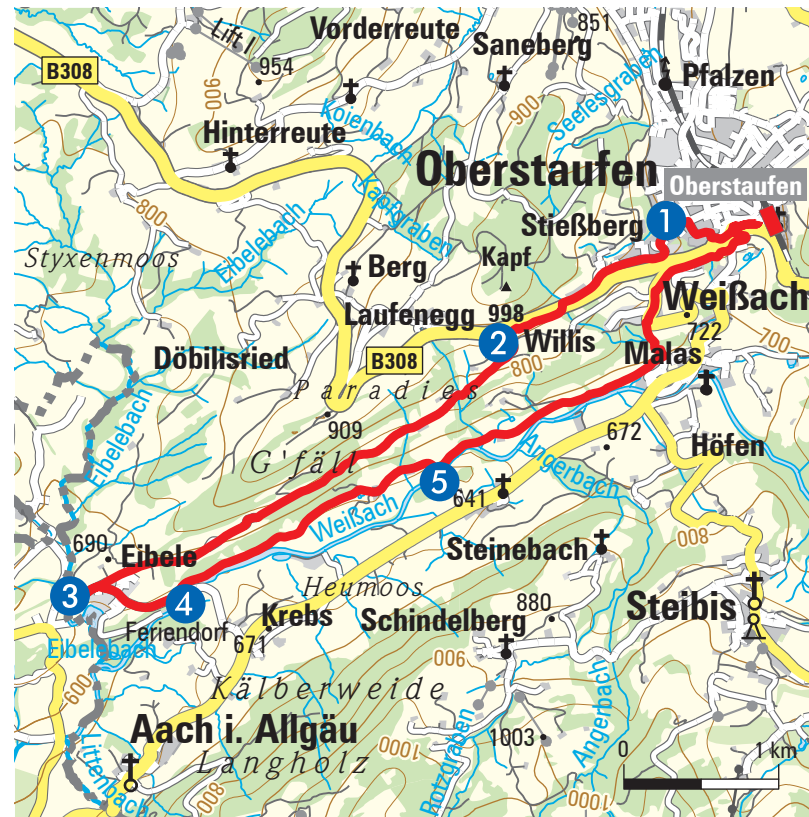 Vorderreute
851
Lift I
Saneberg
B308
954
900
Pfalzen
Seelesgraben
900
Koienbach
Hinterreute
Oberstaufen
Oberstaufen
Kapfgraben
800
1
Stießberg
Eibelebach
Styxenmoos
Berg
Kapf
Weißach
Laufenegg
998
722
700
2
Willis
Döbilisried
B308
800
Malas
Paradies
909
Eibelebach
G'fäll
672
Höfen
Angerbach
5
641
Weißach
800
690
Eibele
Steinebach
3
4
Heumoos
880
Steibis
Feriendorf
Krebs
Schindelberg
671
Eibelebach
900
600
Kälberweide
Angerbach
Aach i. Allgäu
1003
1000
Langholz
0
1 km
Littenbach
800
Rotzgraben
1000